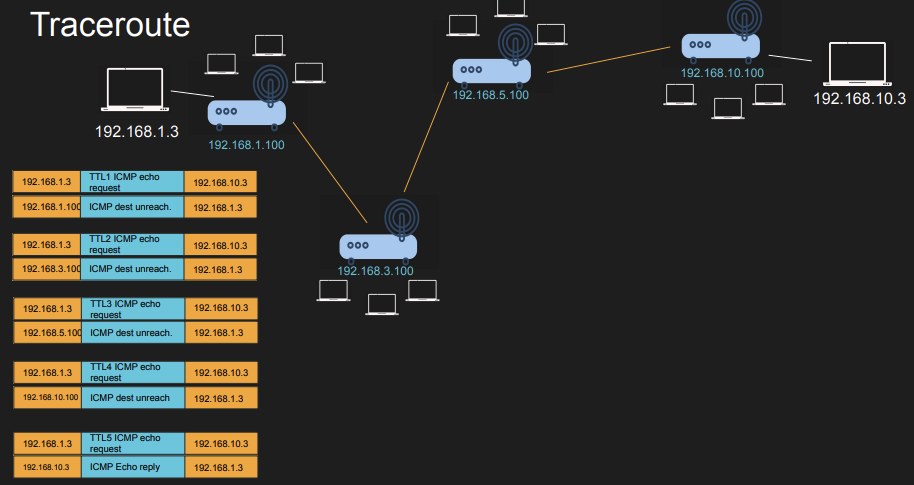 Traceroute
192.168.1.3
192.168.1.100
192.168.5.100
192.168.10.100
192.168.10.3
192.168.3.100
192.168.1.3 TTL1 ICMP echo request 192.168.10.3
192.168.1.100 ICMP dest unreach. 192.168.1.3
192.168.1.3 TTL2 ICMP echo request 192.168.10.3
192.168.3.100 ICMP dest unreach. 192.168.1.3
192.168.1.3 TTL3 ICMP echo request 192.168.10.3
192.168.5.100 ICMP dest unreach. 192.168.1.3
192.168.1.3 TTL4 ICMP echo request 192.168.10.3
192.168.10.100 ICMP dest unreach 192.168.1.3
192.168.1.3 TTL5 ICMP echo request 192.168.10.3
192.168.10.3 ICMP Echo reply 192.168.1.3